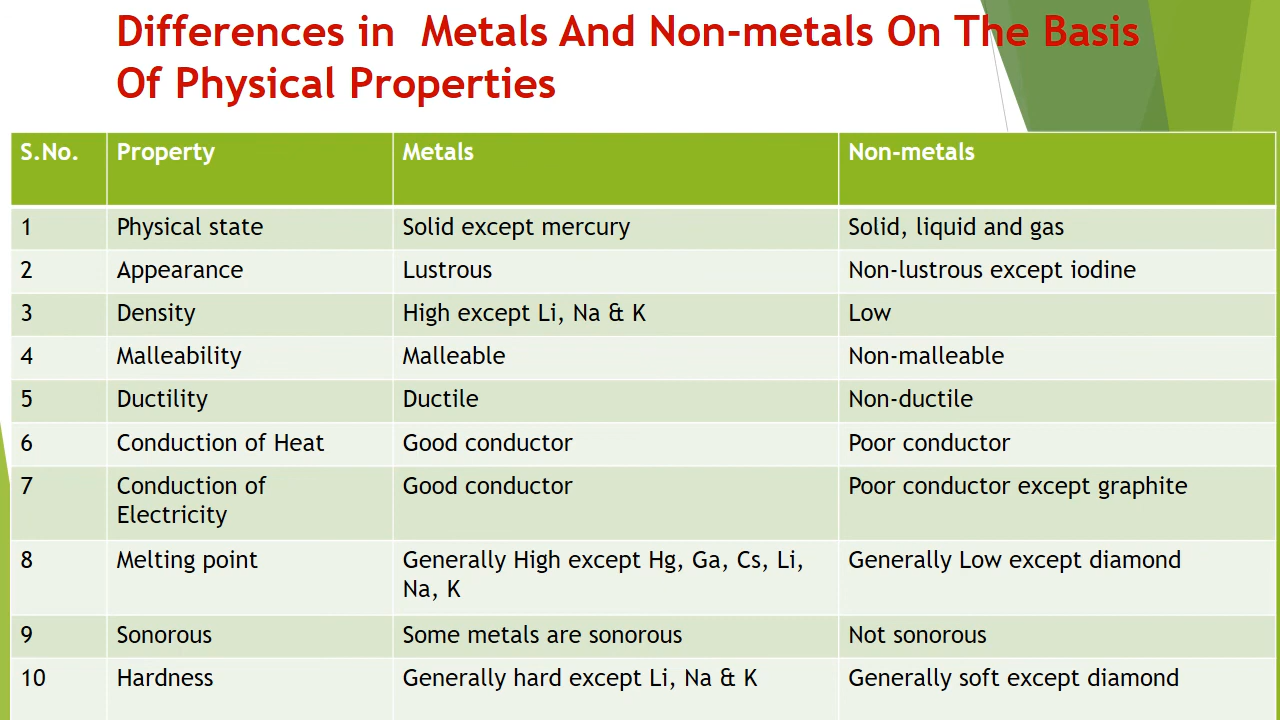 Differences in  Metals And Non-metals On The Basis
Of Physical Properties
S.No. Property Metals Non-metals
1 Physical state Solid except mercury Solid, liquid and gas
2 Appearance Lustrous Non-lustrous except iodine
3 Density High except Li, Na & K Low
4 Malleability Malleable Non-malleable
5 Ductility Ductile Non-ductile
6 Conduction of Heat Good conductor Poor conductor
7 Conduction of Good conductor Poor conductor except graphite
Electricity
8 Melting point Generally High except Hg, Ga, Cs, Li, Generally Low except diamond
Na, K
9 Sonorous Some metals are sonorous Not sonorous
10 Hardness Generally hard except Li, Na & K Generally soft except diamond